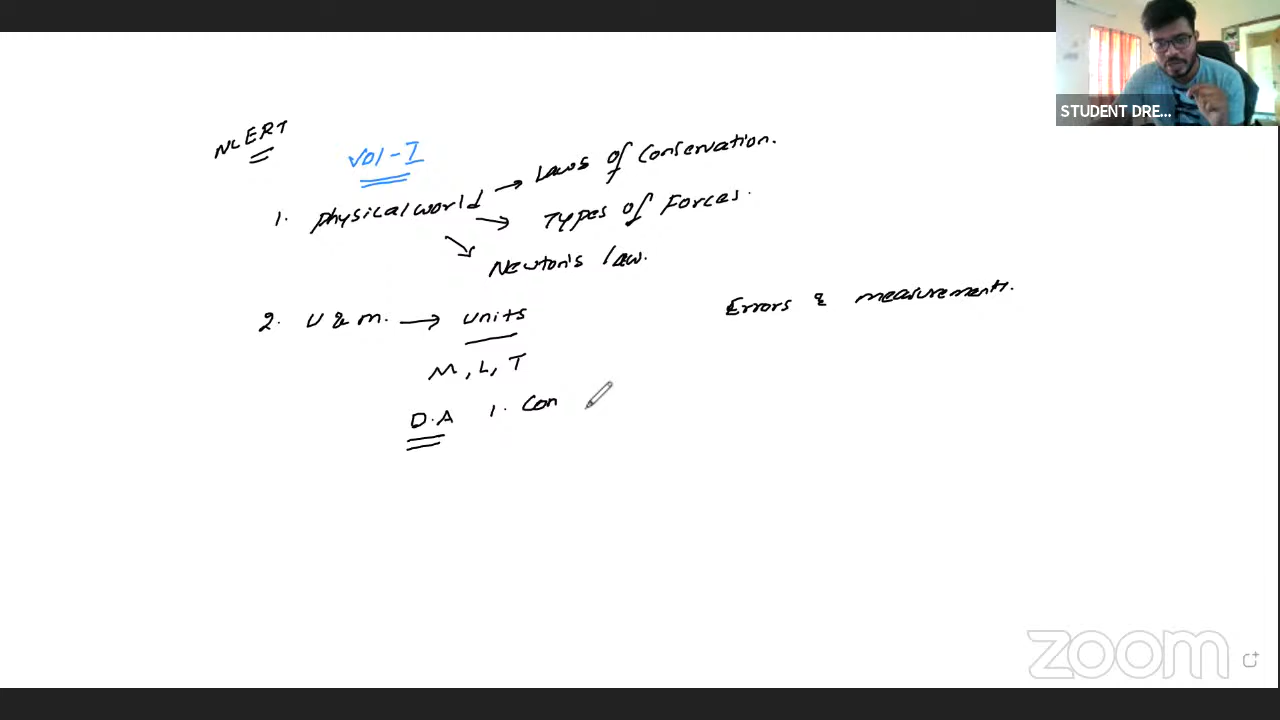 STUDENT DRE...
NCERT
Vol-I
1. Physical world → Laws of Conservation.
→ Types of Forces.
→ Newton's law.
2. U & M. → Units
Errors & measurements.
M, L, T
D.A 1. Con
zoom